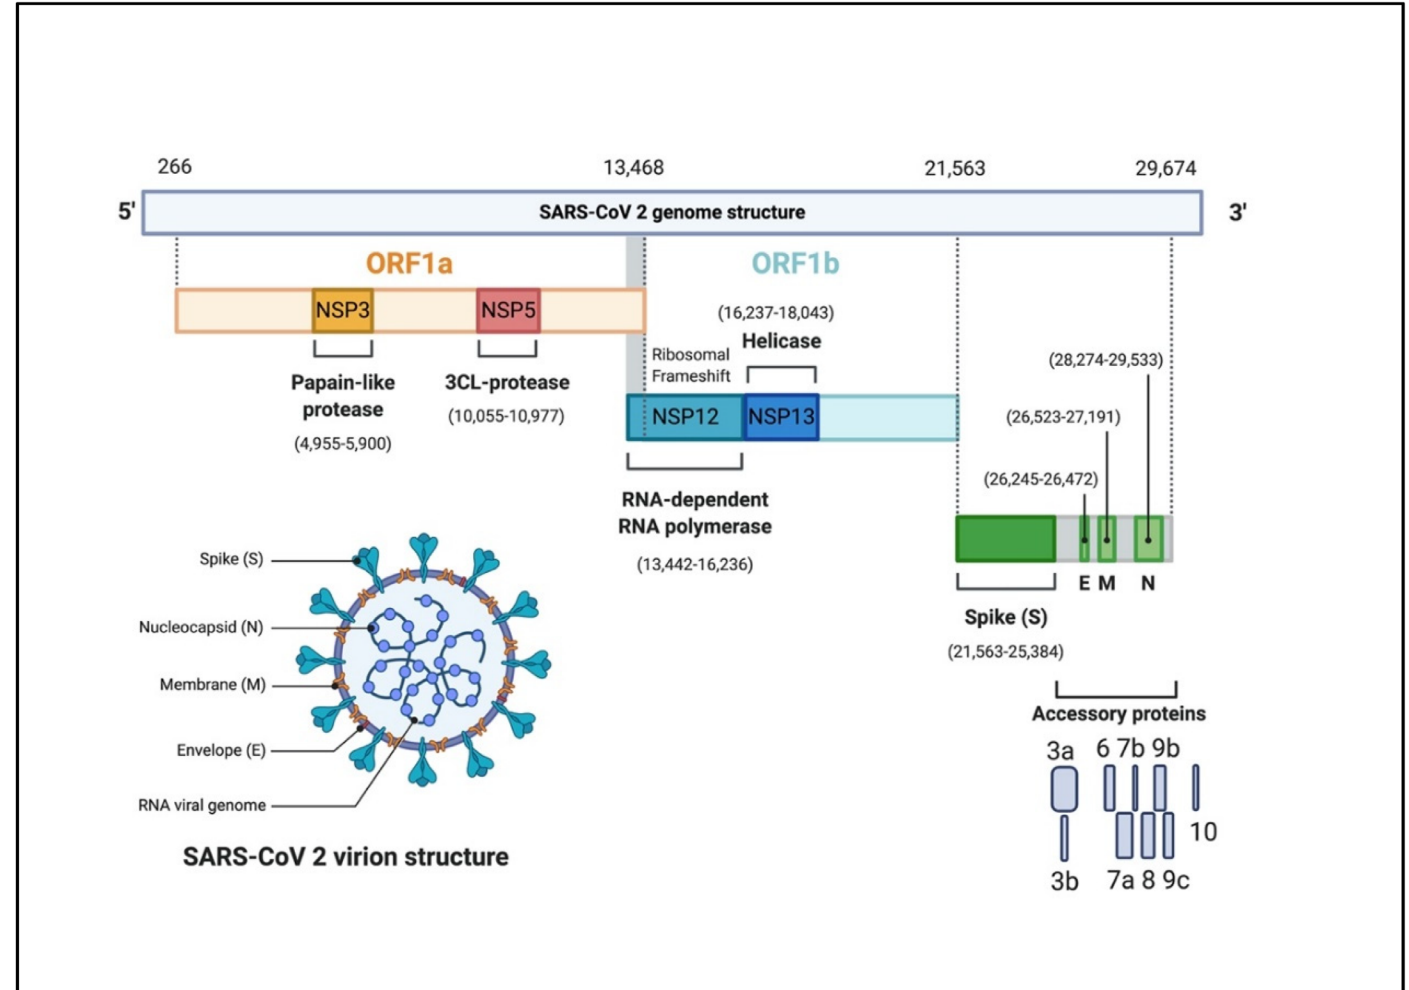 266 13,468 21,563 29,674
5' SARS-CoV 2 genome structure 3'
ORF1a ORF1b
NSP3 NSP5
(16,237-18,043)
Helicase
Ribosomal
Frameshift
Papain-like
protease
(4,955-5,900)
3CL-protease
(10,055-10,977)
NSP12 NSP13
RNA-dependent
RNA polymerase
(13,442-16,236)
(28,274-29,533)
(26,523-27,191)
(26,245-26,472)
E M N
Spike (S)
(21,563-25,384)
Accessory proteins
3a 6 7b 9b
10
3b 7a 8 9c
Spike (S)
Nucleocapsid (N)
Membrane (M)
Envelope (E)
RNA viral genome
SARS-CoV 2 virion structure